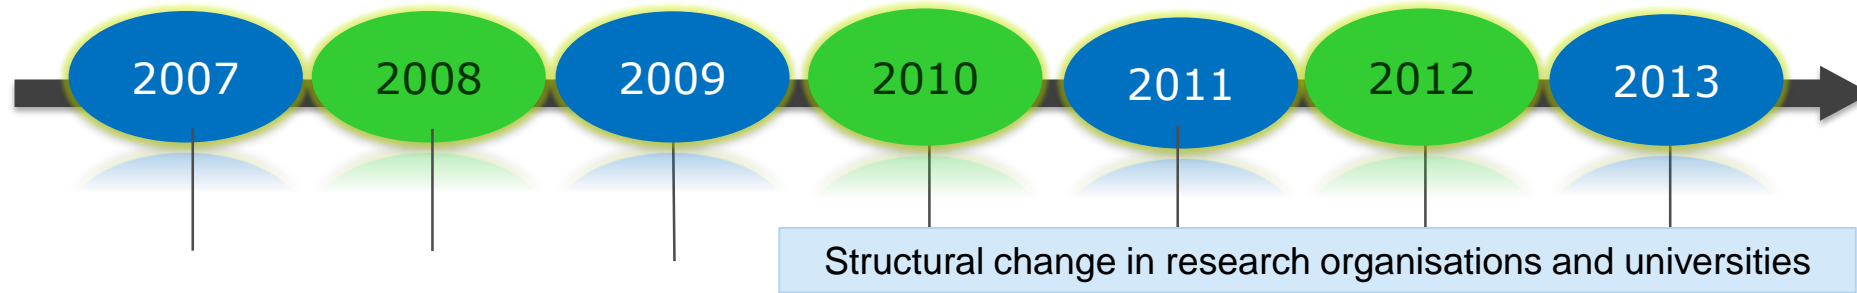 2007 2008 2009 2010 2011 2012 2013
Structural change in research organisations and universities